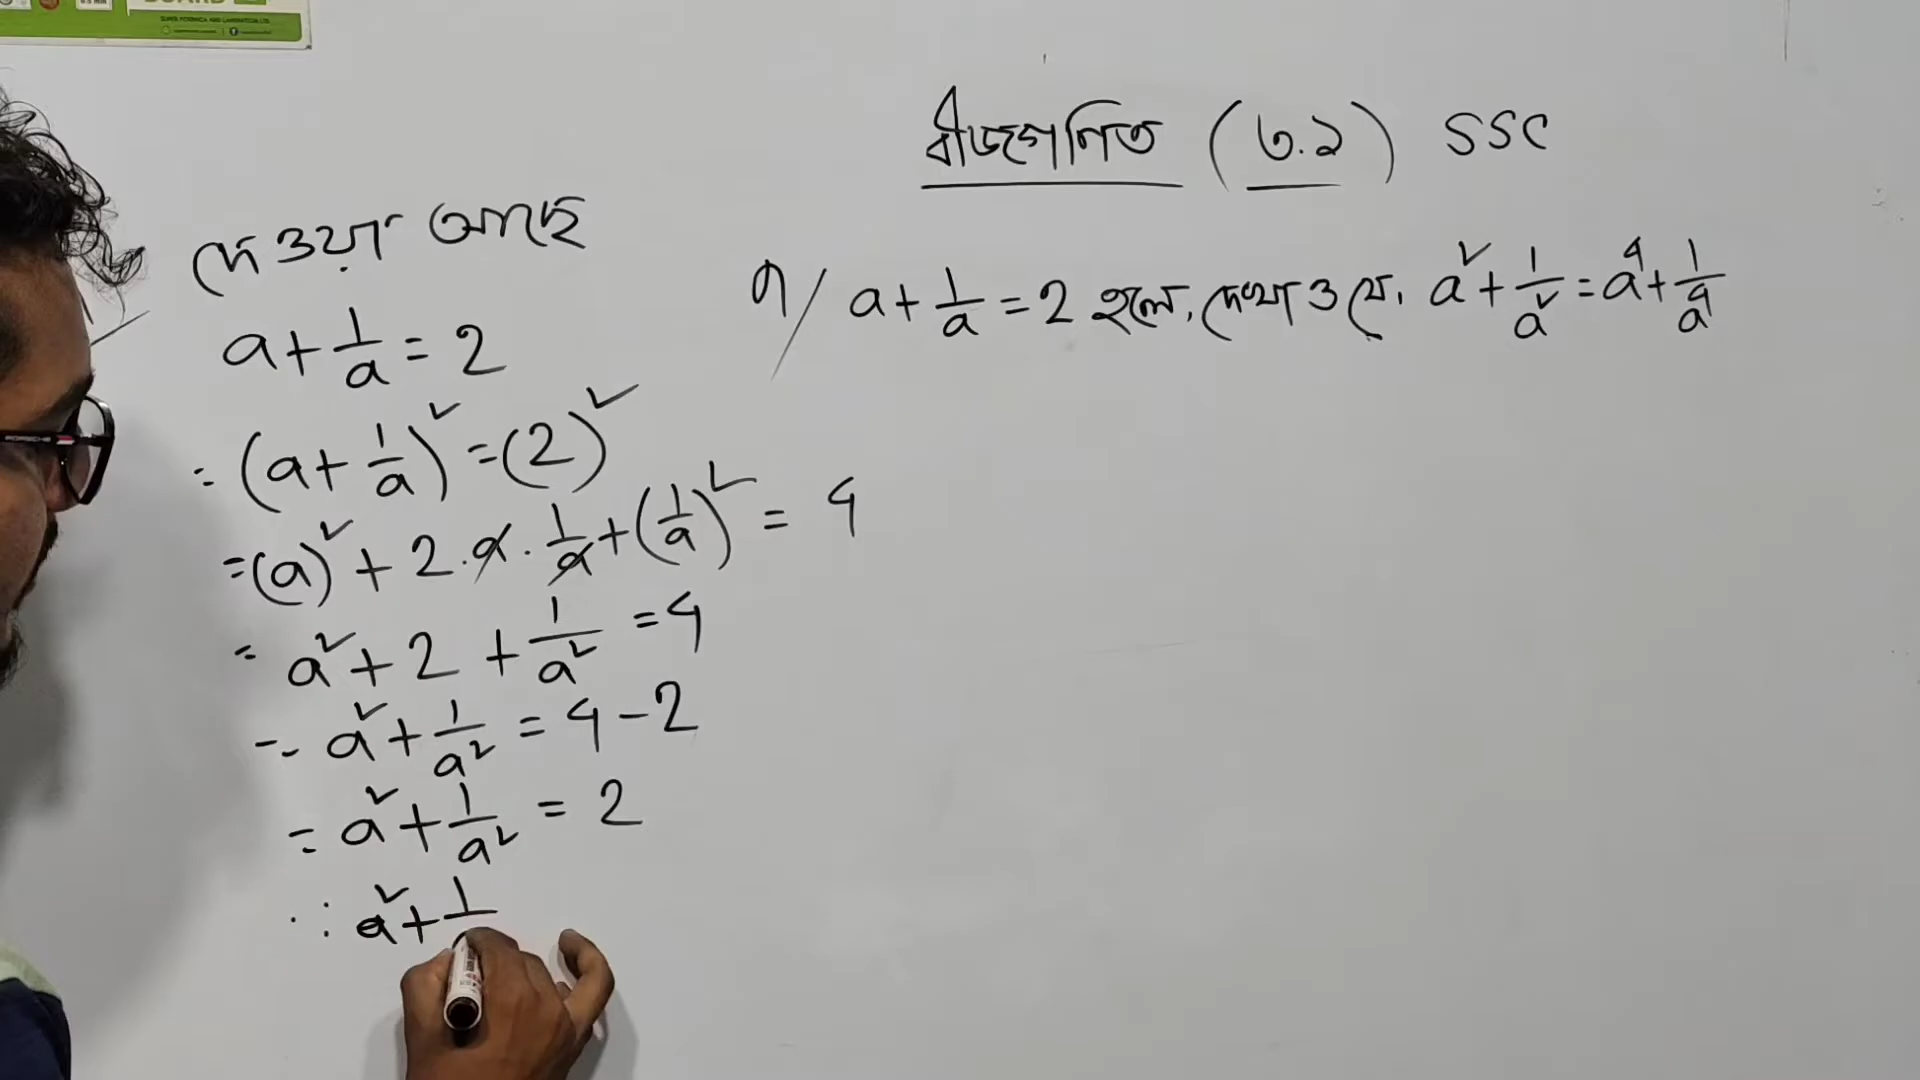 বীজগণিত (৩.১) SSC
৭/ a + 1/a = 2 হলে, দেখাও যে, a² + 1/a² = a⁴ + 1/a⁴
দেওয়া আছে
a + 1/a = 2
= (a + 1/a)² = (2)²
= (a)² + 2.a.1/a + (1/a)² = 4
= a² + 2 + 1/a² = 4
= a² + 1/a² = 4 - 2
= a² + 1/a² = 2
∴ a² + 1